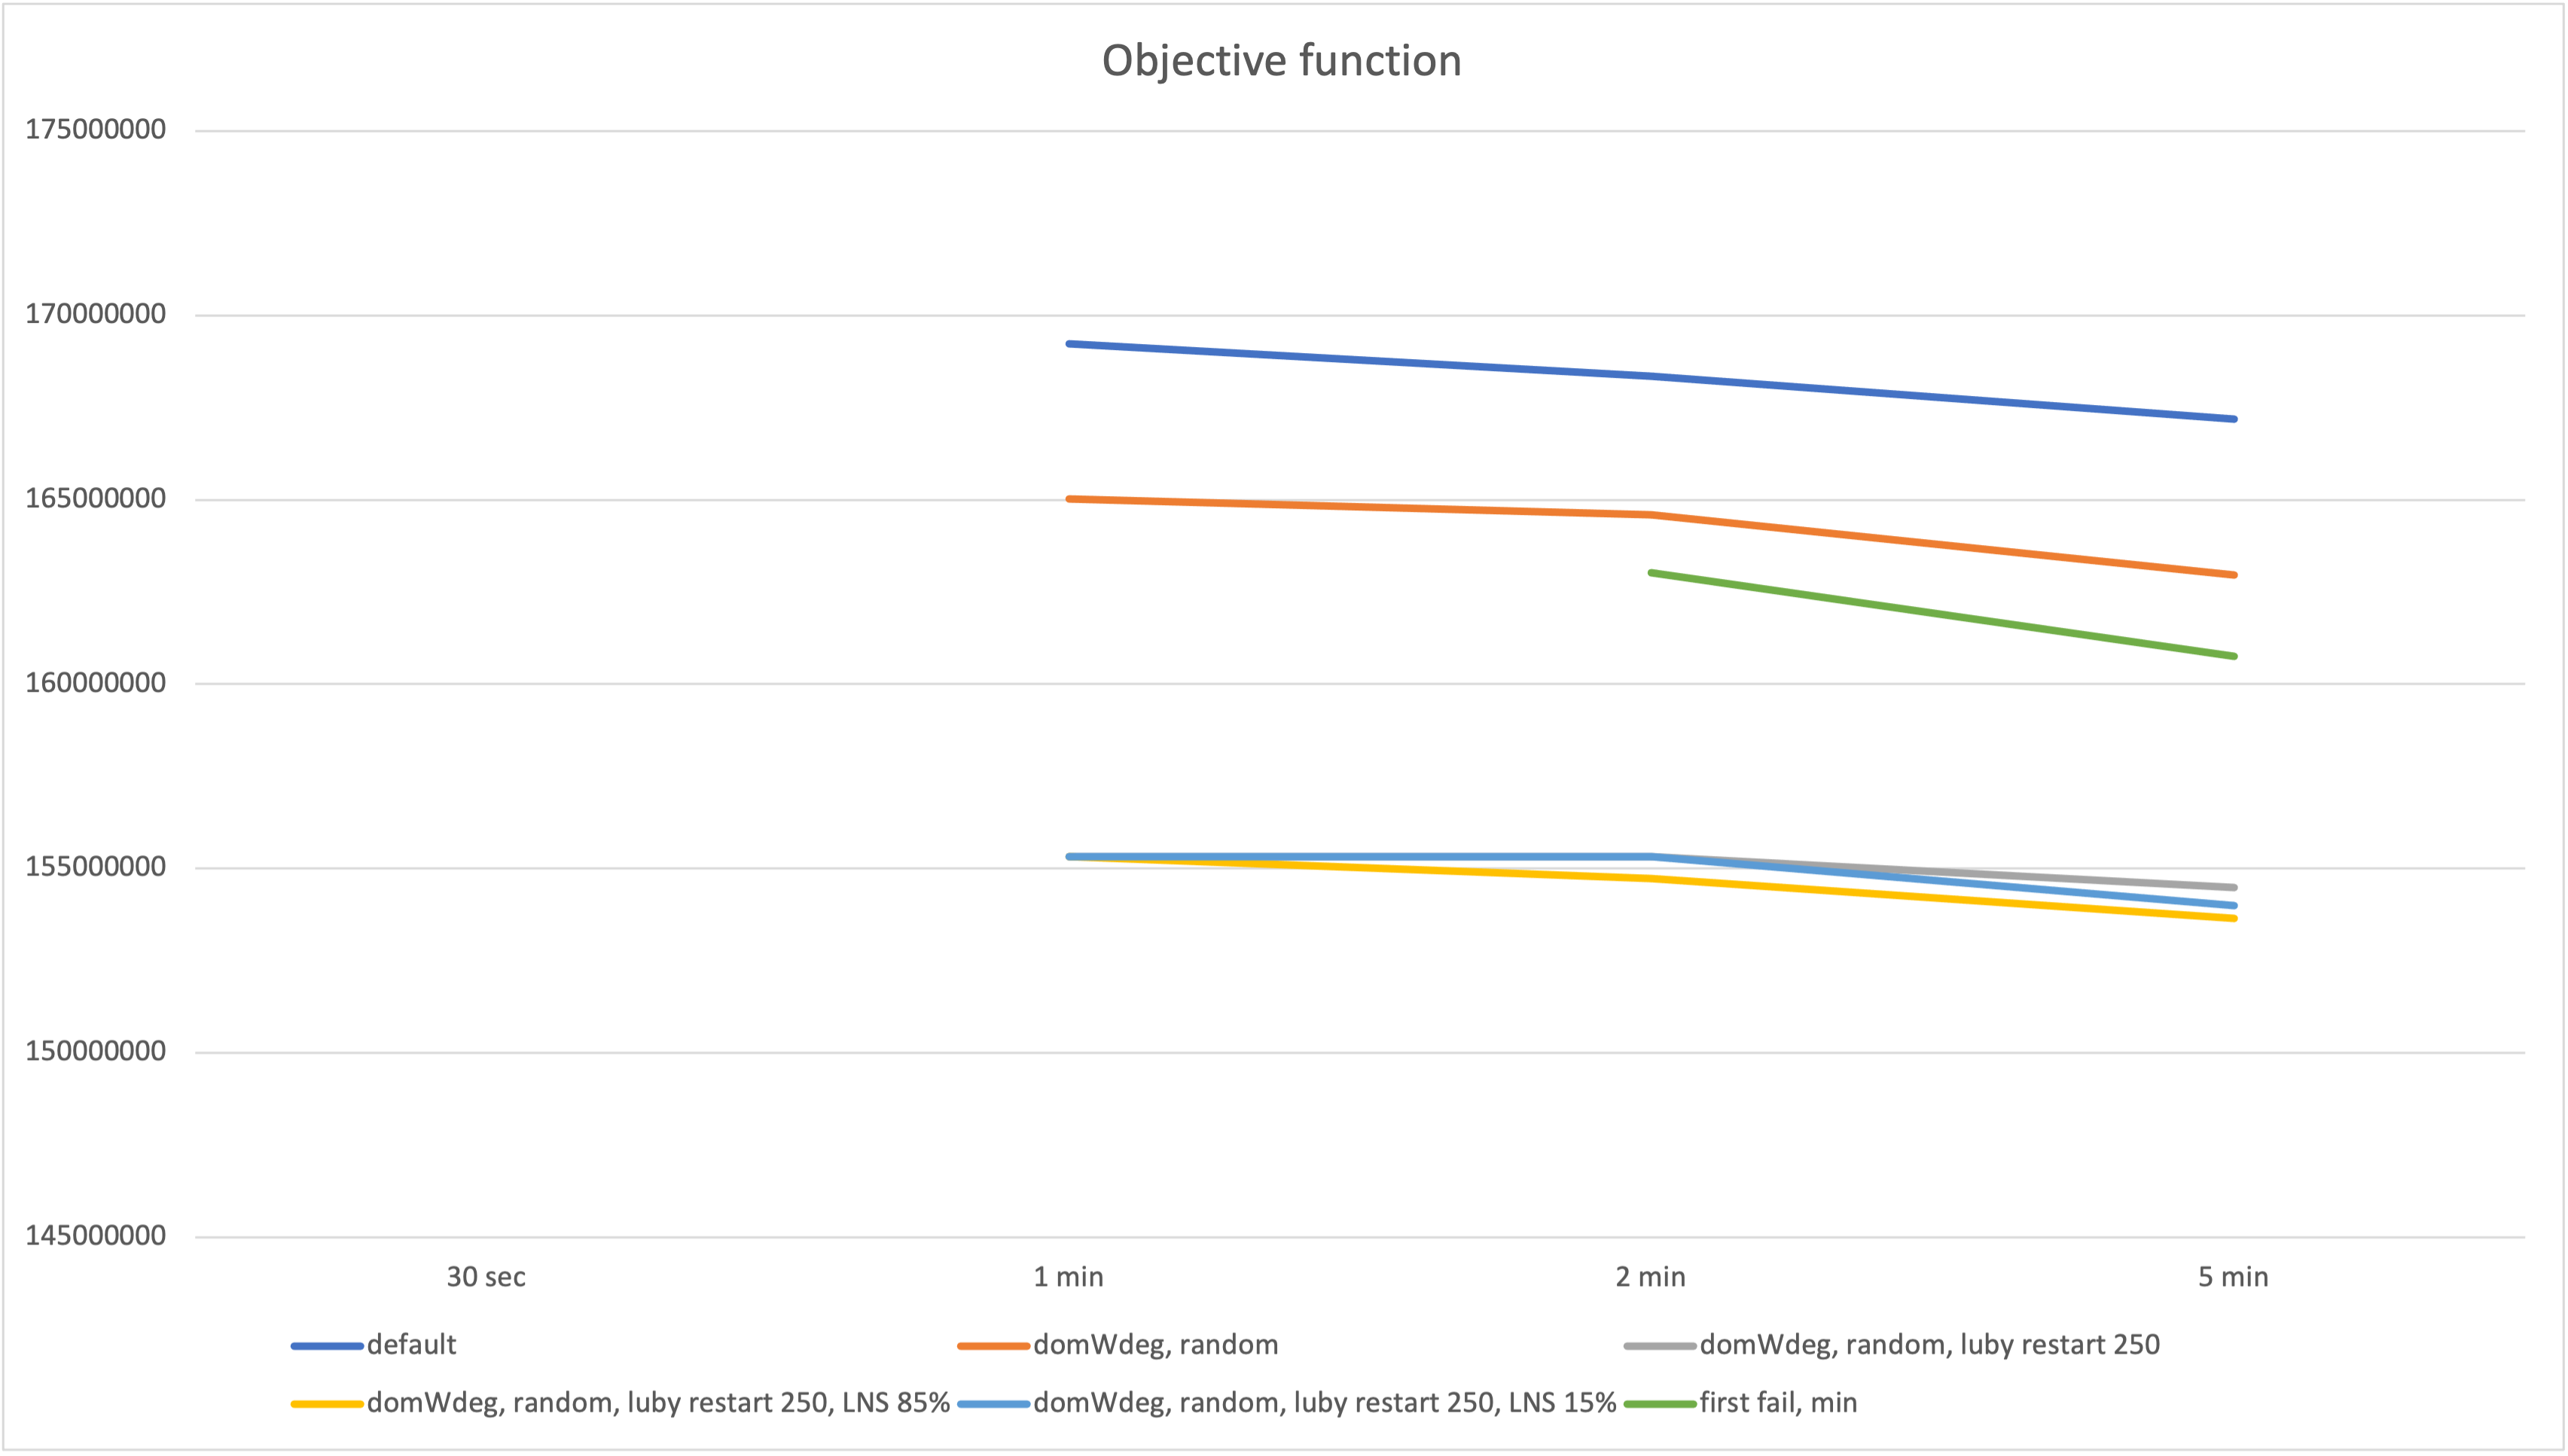 Objective function
175000000
170000000
165000000
160000000
155000000
150000000
145000000
30 sec 1 min 2 min 5 min
default domWdeg, random domWdeg, random, luby restart 250
domWdeg, random, luby restart 250, LNS 85% domWdeg, random, luby restart 250, LNS 15% first fail, min